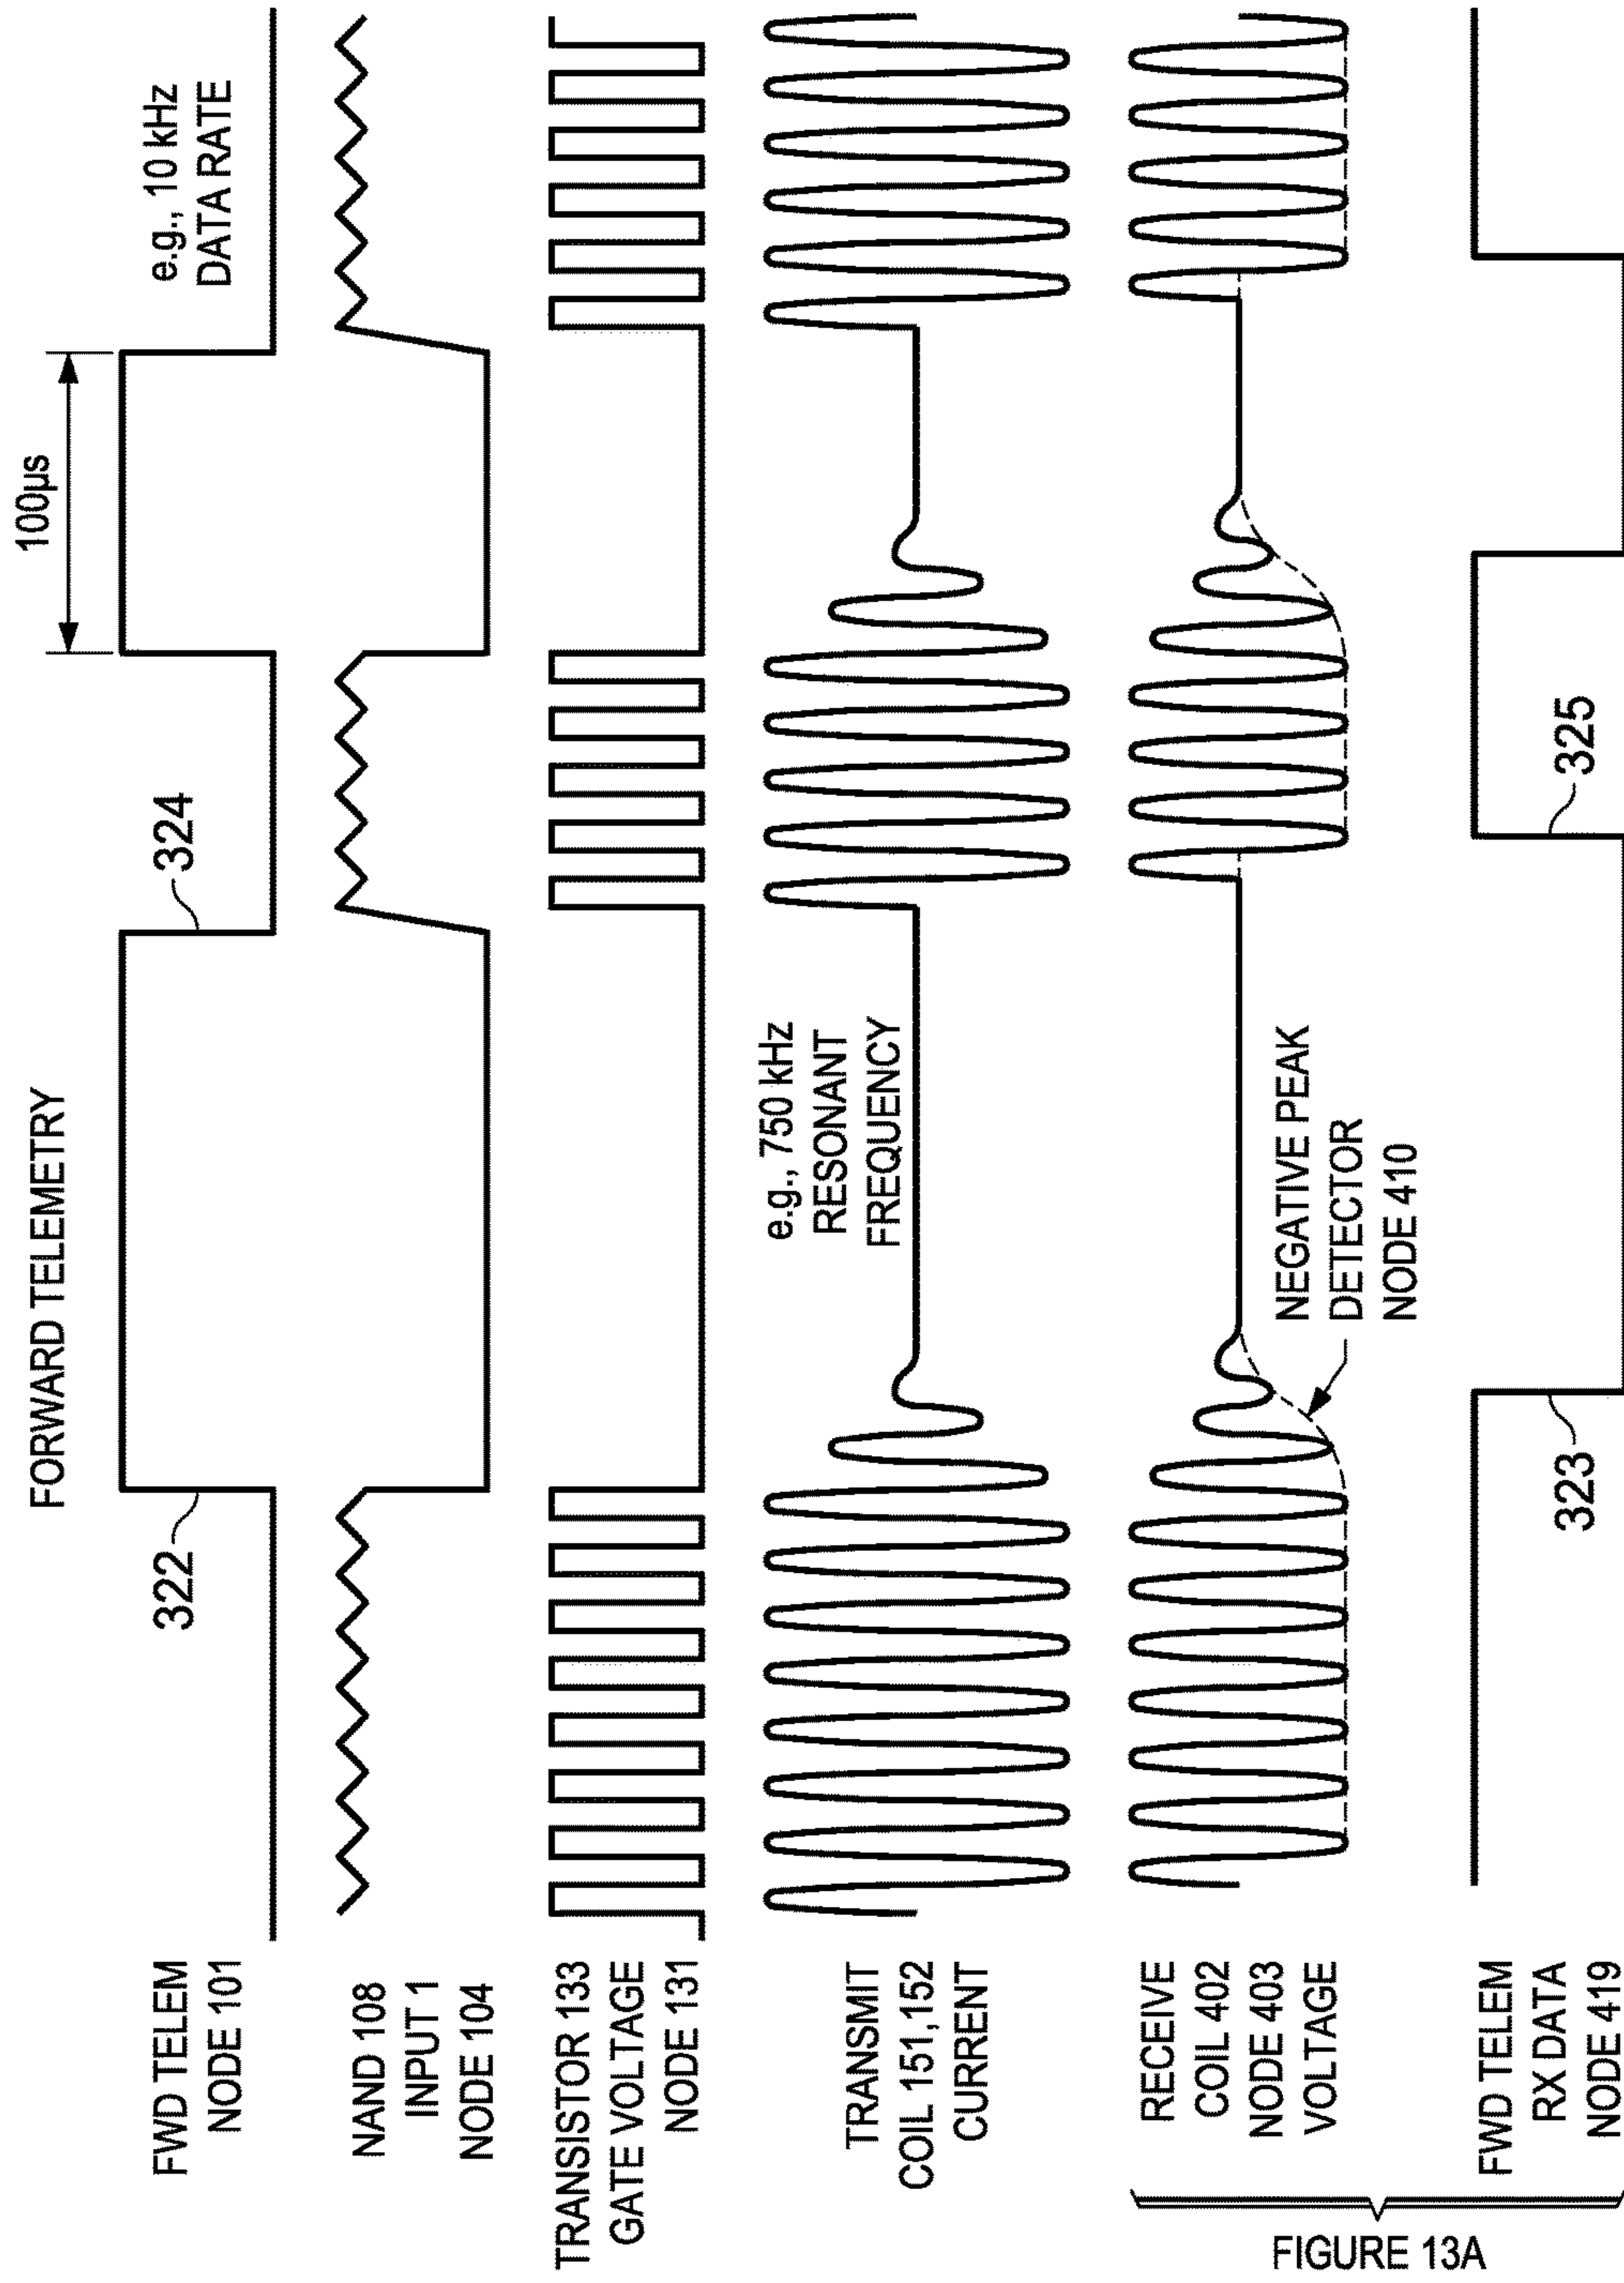 FORWARD TELEMETRY
FWD TELEM
NODE 101
322
324
100µs
e.g., 10 kHz
DATA RATE
NAND 108
INPUT 1
NODE 104
TRANSISTOR 133
GATE VOLTAGE
NODE 131
TRANSMIT
COIL 151,152
CURRENT
e.g., 750 kHz
RESONANT
FREQUENCY
RECEIVE
COIL 402
NODE 403
VOLTAGE
NEGATIVE PEAK
DETECTOR
NODE 410
FWD TELEM
RX DATA
NODE 419
323
325
FIGURE 13A